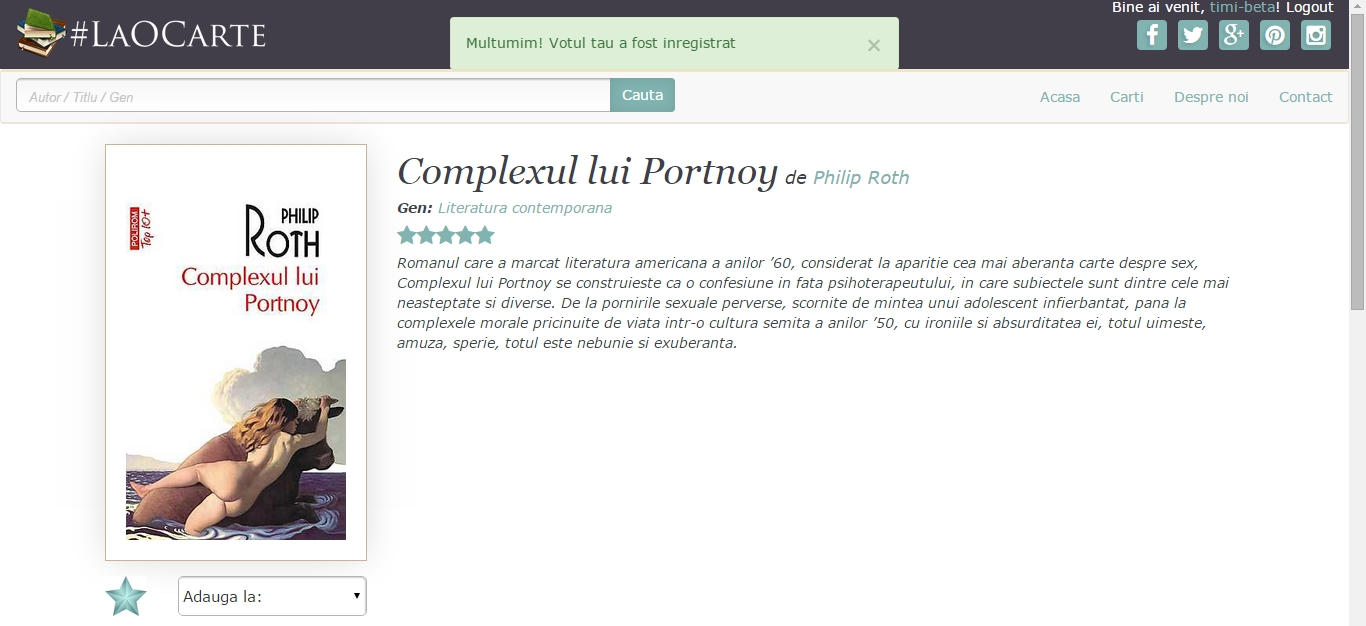 #LAOCARTE
Multumim! Votul tau a fost inregistrat ×
Bine ai venit, timi-beta! Logout
Autor / Titlu / Gen
Cauta
Acasa Carti Despre noi Contact
Complexul lui Portnoy de Philip Roth
Gen: Literatura contemporana
Romanul care a marcat literatura americana a anilor ’60, considerat la aparitie cea mai aberanta carte despre sex,
Complexul lui Portnoy se construieste ca o confesiune in fata psihoterapeutului, in care subiectele sunt dintre cele mai
neasteptate si diverse. De la pornirile sexuale perverse, scornite de mintea unui adolescent infierbantat, pana la
complexele morale pricinuite de viata intr-o cultura semita a anilor ’50, cu ironiile si absurditatea ei, totul uimeste,
amuza, sperie, totul este nebunie si exuberanta.
POLIROM
Top 10+
PHILIP
ROTH
Complexul lui
Portnoy
Adauga la: